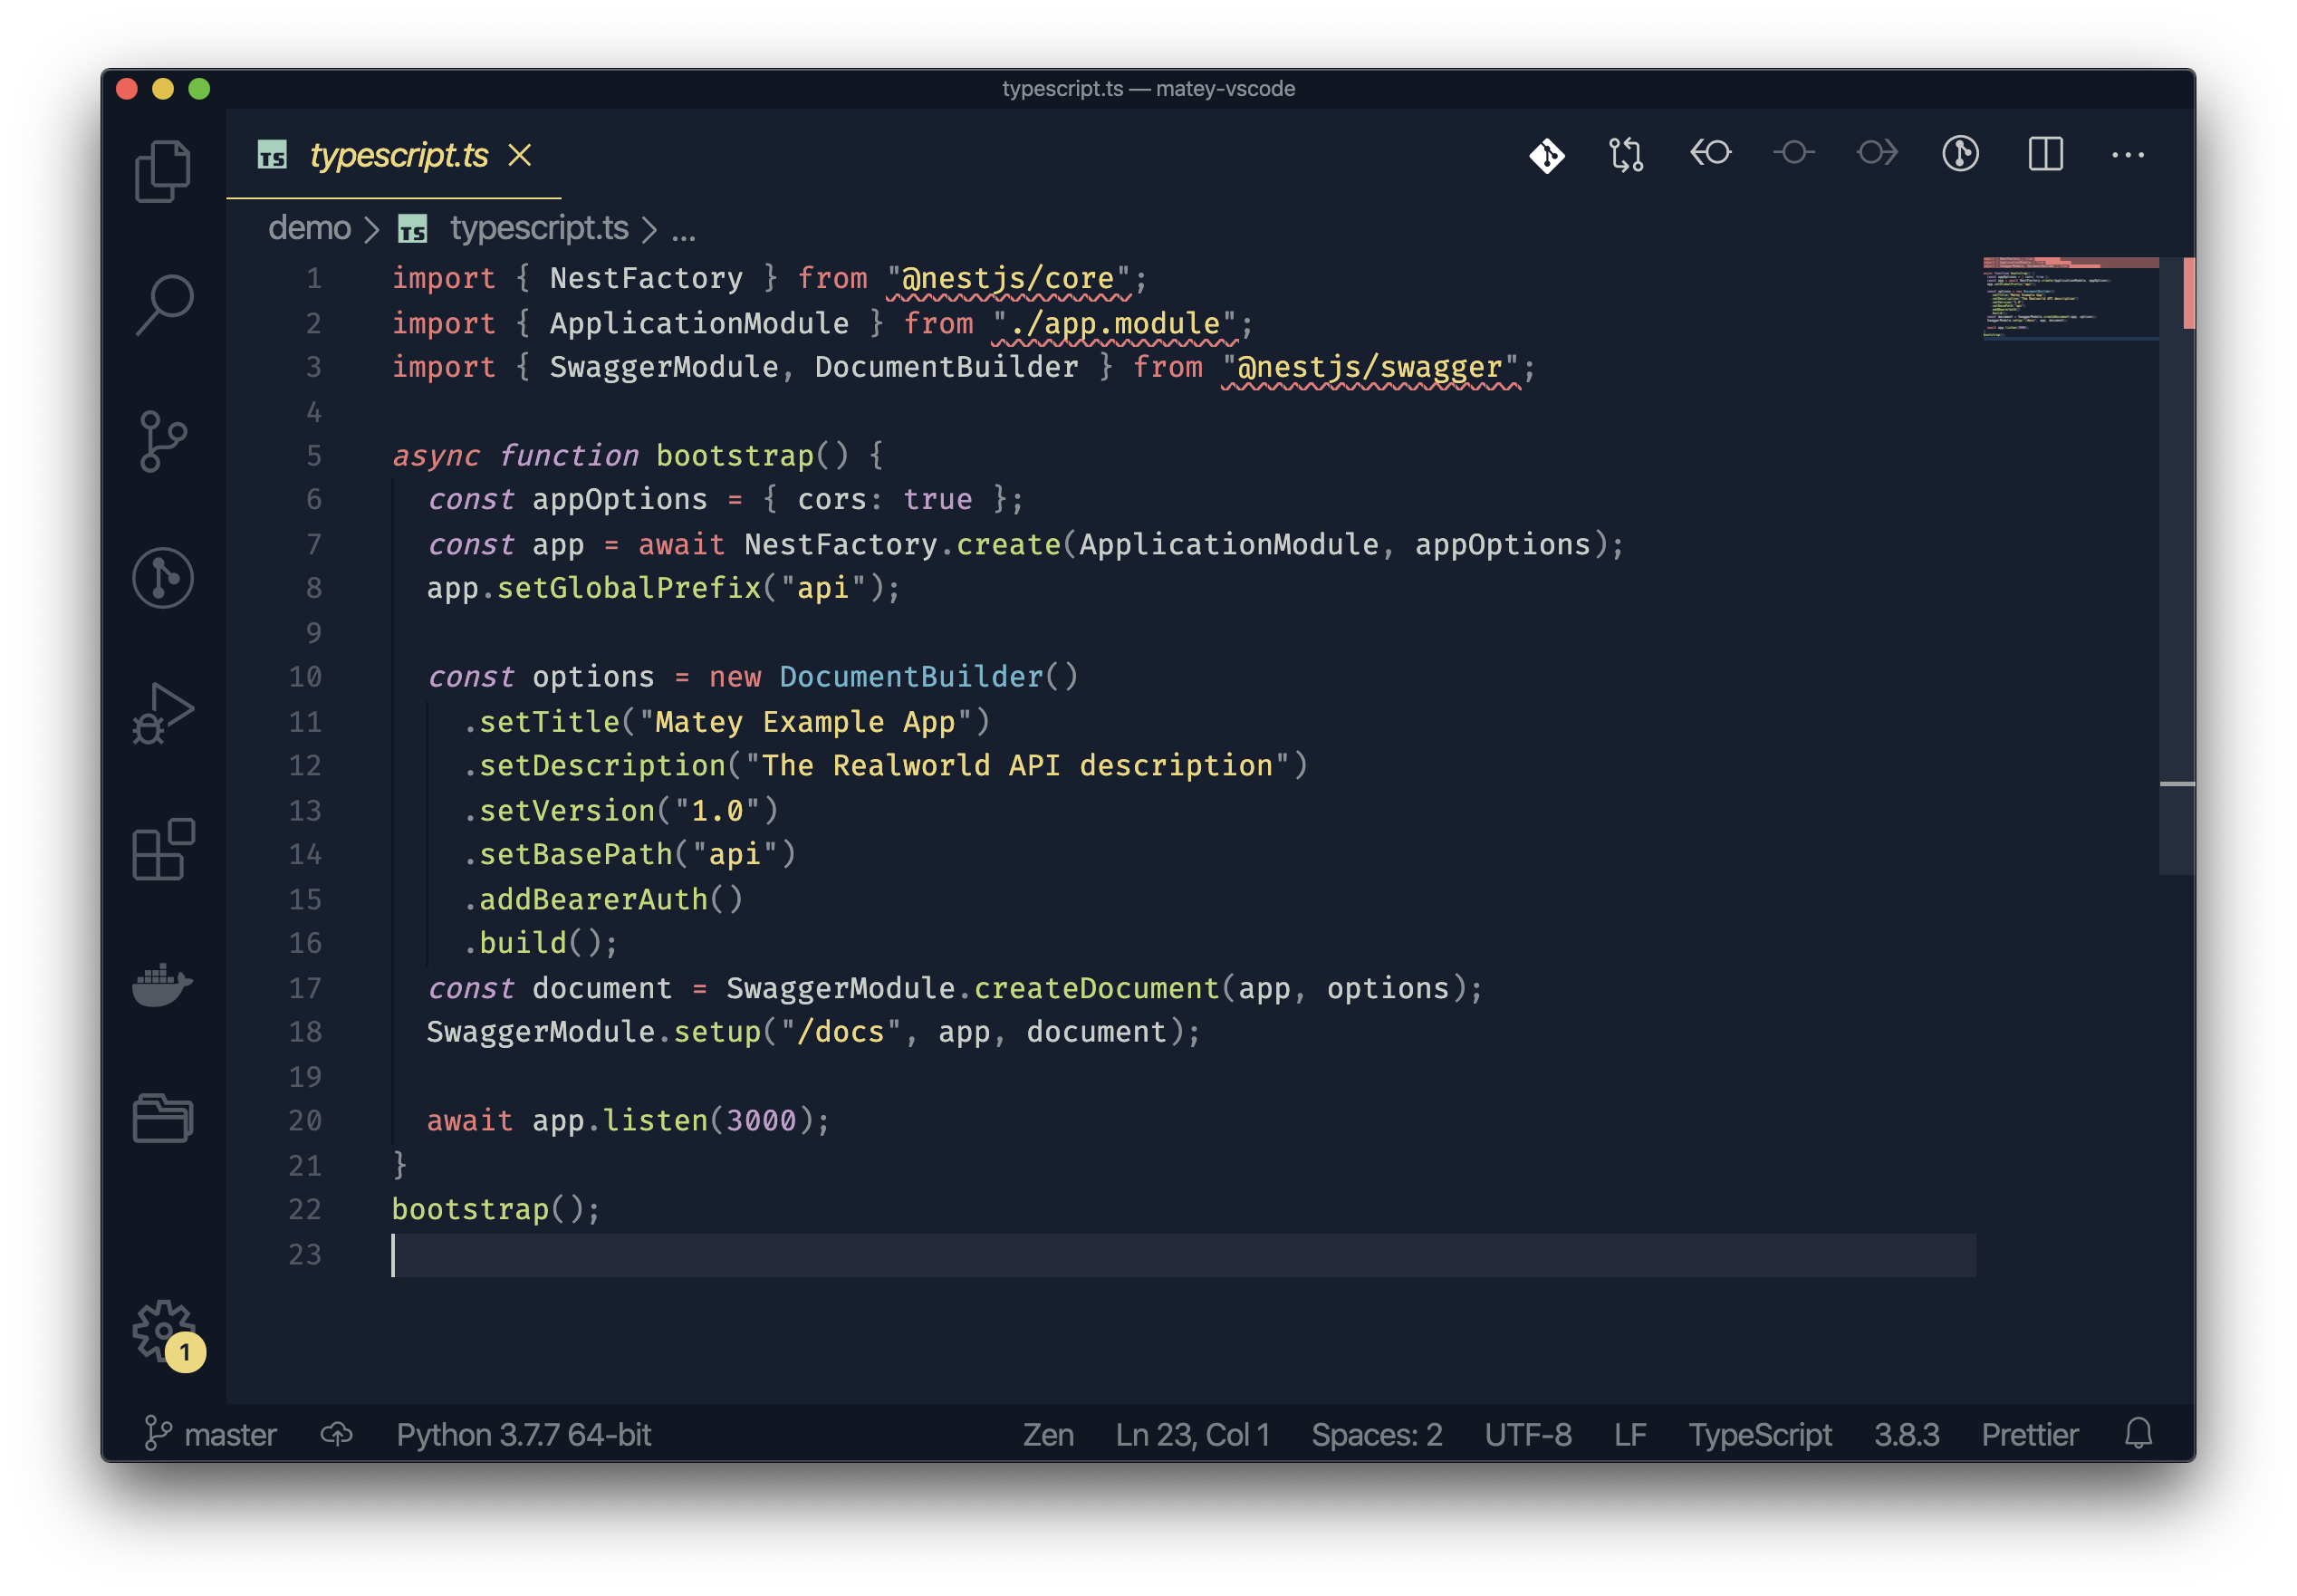 typescript.ts — matey-vscode
TS typescript.ts
demo > TS typescript.ts > ...
1 import { NestFactory } from "@nestjs/core";
2 import { ApplicationModule } from "./app.module";
3 import { SwaggerModule, DocumentBuilder } from "@nestjs/swagger";
4
5 async function bootstrap() {
6   const appOptions = { cors: true };
7   const app = await NestFactory.create(ApplicationModule, appOptions);
8   app.setGlobalPrefix("api");
9
10   const options = new DocumentBuilder()
11     .setTitle("Matey Example App")
12     .setDescription("The Realworld API description")
13     .setVersion("1.0")
14     .setBasePath("api")
15     .addBearerAuth()
16     .build();
17   const document = SwaggerModule.createDocument(app, options);
18   SwaggerModule.setup("/docs", app, document);
19
20   await app.listen(3000);
21 }
22 bootstrap();
23
1
master Python 3.7.7 64-bit Zen Ln 23, Col 1 Spaces: 2 UTF-8 LF TypeScript 3.8.3 Prettier